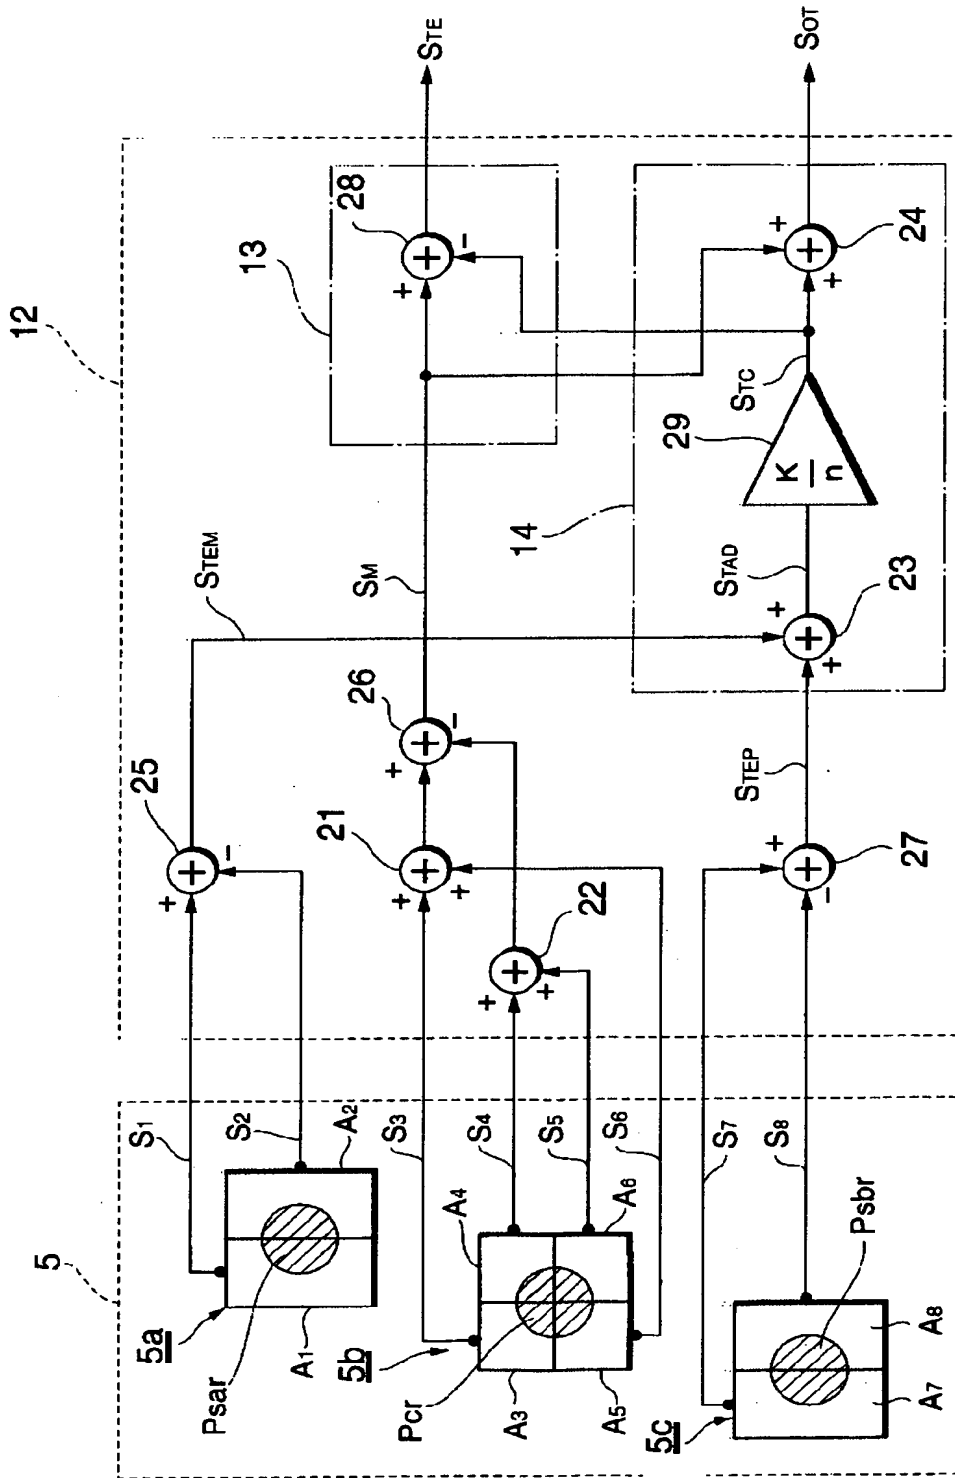 12
5
S1
S2
A2
A1
5a
Psar
25
+
-
+
STEM
S3
S4
S5
S6
A4
A6
A3
A5
5b
Pcr
21
+
+
+
22
+
+
+
26
+
-
+
SM
13
28
+
-
+
STE
S7
S8
A7
A8
5c
Psbr
27
+
-
+
STEP
14
23
+
+
+
STAD
29
K
n
STC
24
+
+
+
SOT